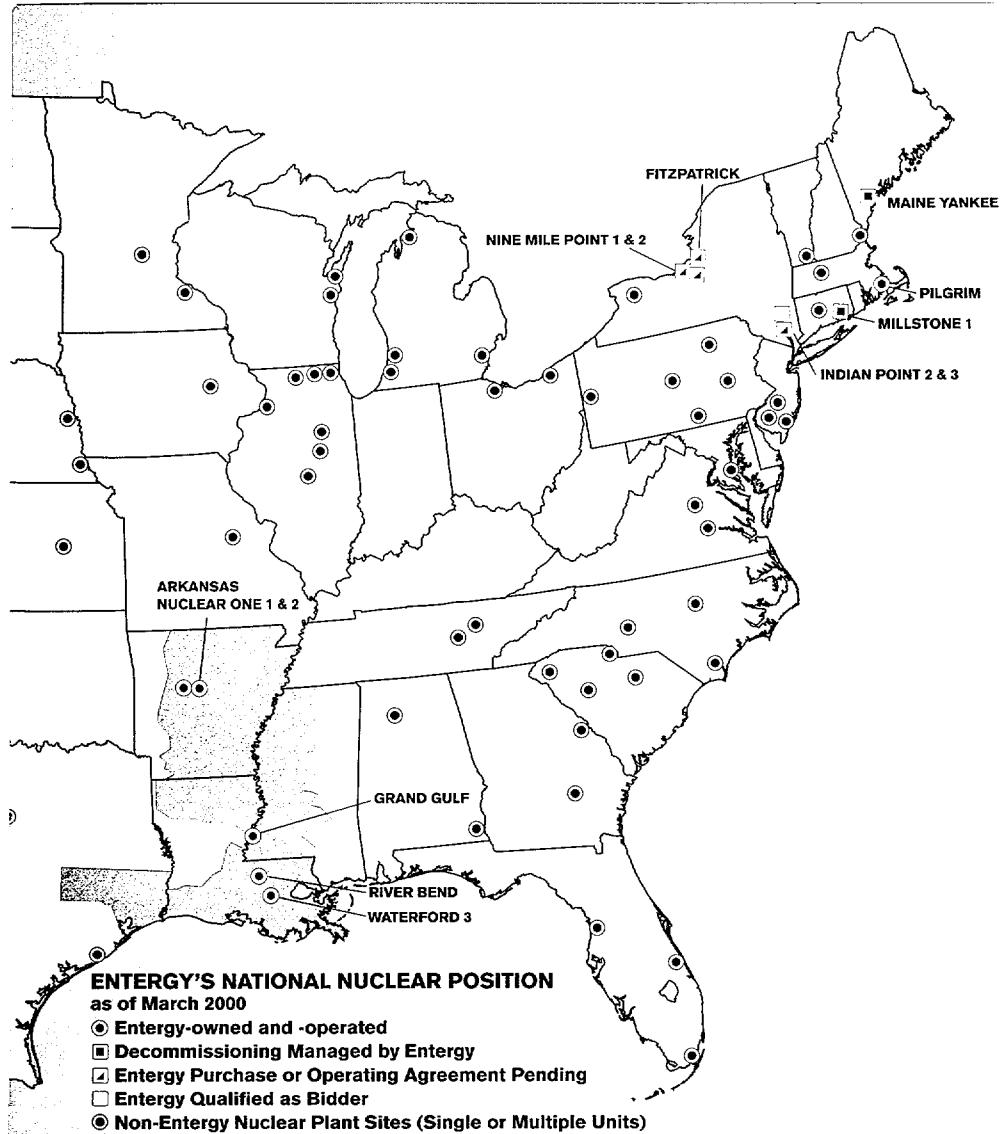 FITZPATRICK
MAINE YANKEE
NINE MILE POINT 1 & 2
PILGRIM
MILLSTONE 1
INDIAN POINT 2 & 3
ARKANSAS
NUCLEAR ONE 1 & 2
GRAND GULF
RIVER BEND
WATERFORD 3
ENTERGY'S NATIONAL NUCLEAR POSITION
as of March 2000
Entergy-owned and -operated
Decommissioning Managed by Entergy
Entergy Purchase or Operating Agreement Pending
Entergy Qualified as Bidder
Non-Entergy Nuclear Plant Sites (Single or Multiple Units)